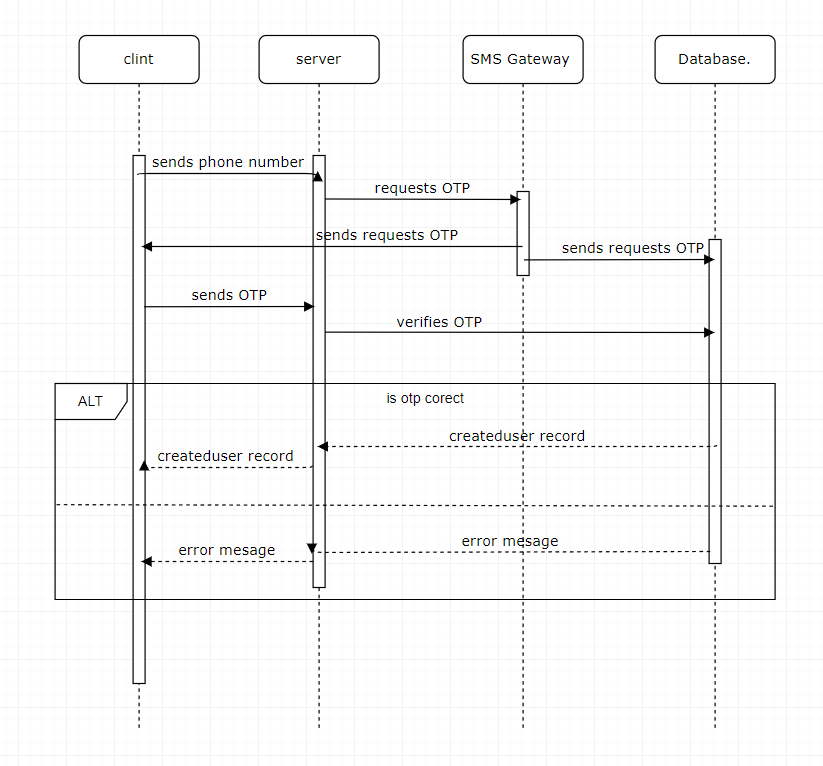 clint
server
SMS Gateway
Database.
sends phone number
requests OTP
sends requests OTP
sends requests OTP
sends OTP
verifies OTP
ALT
is otp corect
createduser record
createduser record
error mesage
error mesage